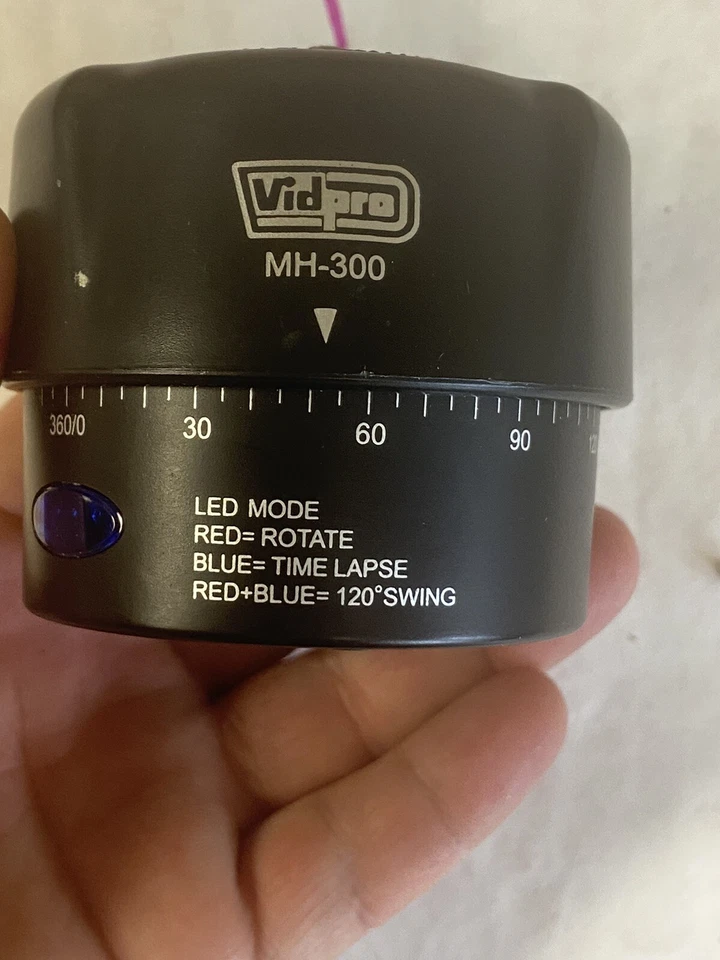 Vidpro
MH-300
360/0 30 60 90 120
LED MODE
RED= ROTATE
BLUE= TIME LAPSE
RED+BLUE= 120°SWING